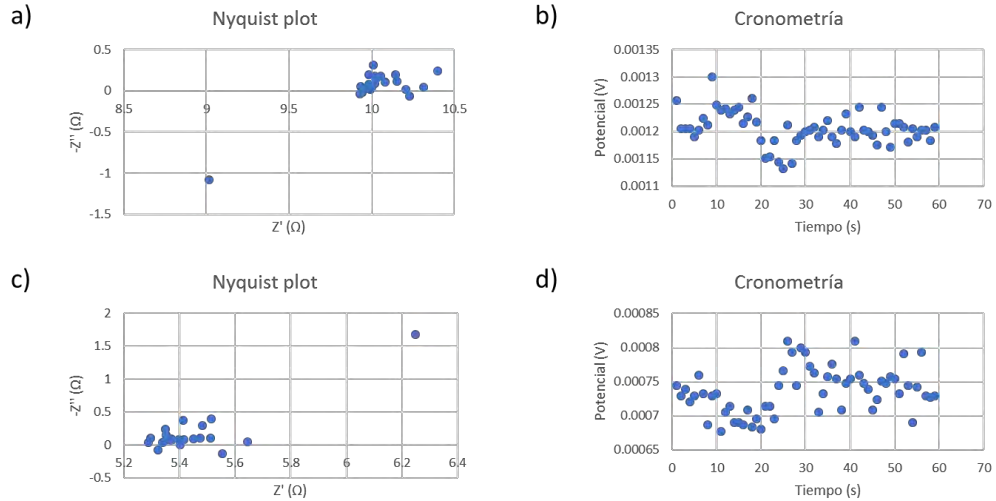 a)
Nyquist plot
0.5
0
8.5
9
9.5
10
10.5
-0.5
-1
-1.5
-Z'' (Ω)
Z' (Ω)
b)
Cronometría
0.00135
0.0013
0.00125
0.0012
0.00115
0.0011
Potencial (V)
0 10 20 30 40 50 60 70
Tiempo (s)
c)
Nyquist plot
2
1.5
1
0.5
0
-0.5
5.2 5.4 5.6 5.8 6 6.2 6.4
-Z'' (Ω)
Z' (Ω)
d)
Cronometría
0.00085
0.0008
0.00075
0.0007
0.00065
Potencial (V)
0 10 20 30 40 50 60 70
Tiempo (s)